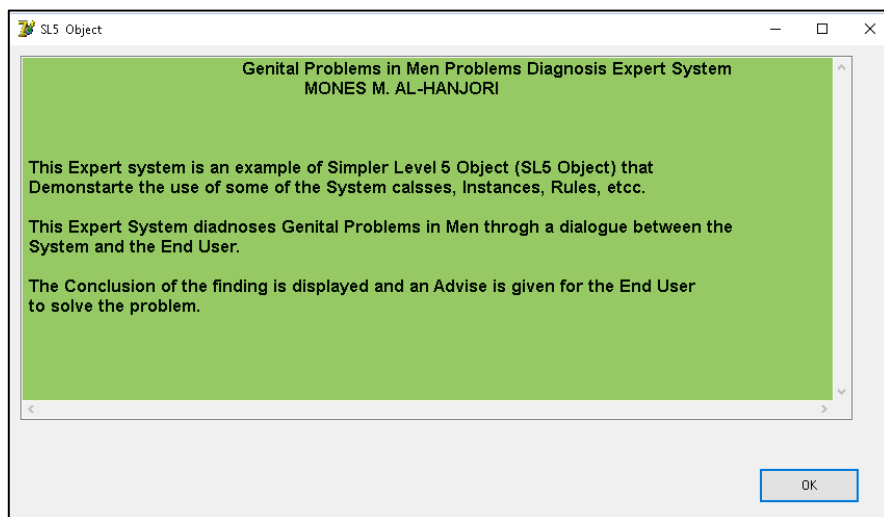 SL5 Object
Genital Problems in Men Problems Diagnosis Expert System
MONES M. AL-HANJORI
This Expert system is an example of Simpler Level 5 Object (SL5 Object) that
Demonstarte the use of some of the System calsses, Instances, Rules, etcc.
This Expert System diadnoses Genital Problems in Men throgh a dialogue between the
System and the End User.
The Conclusion of the finding is displayed and an Advise is given for the End User
to solve the problem.
OK